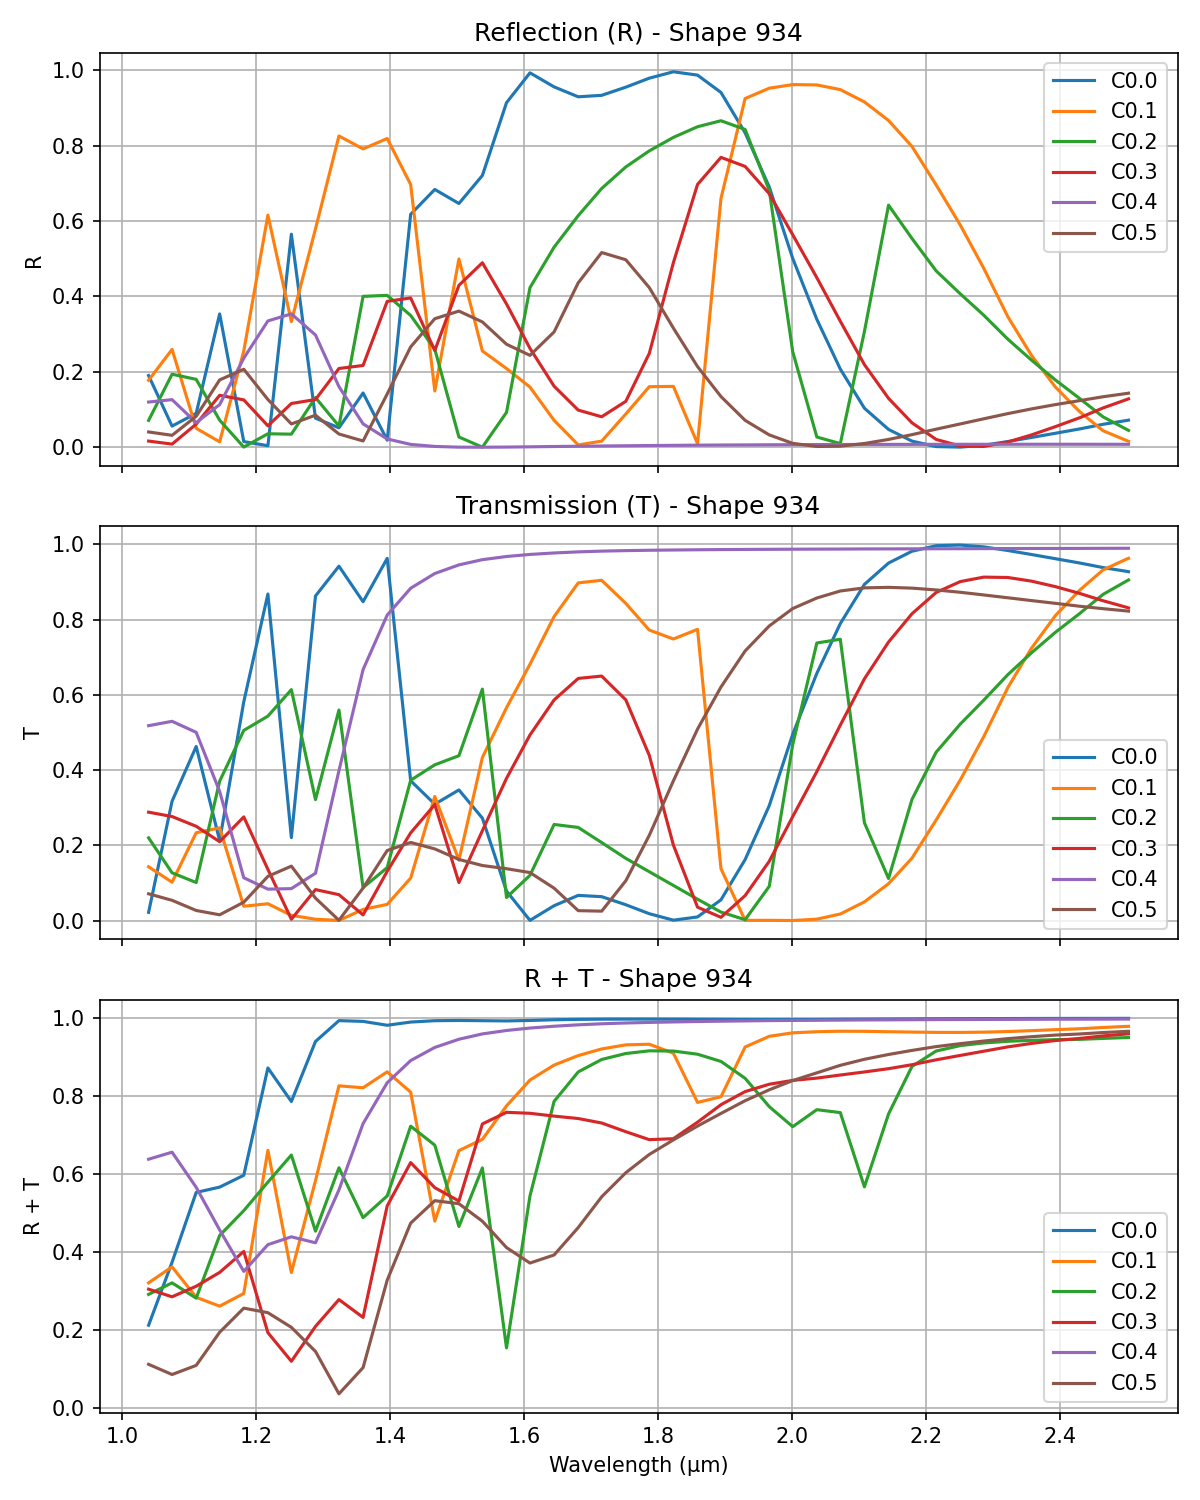 Reflection (R) - Shape 934
1.0
0.8
0.6
0.4
0.2
0.0
R
C0.0
C0.1
C0.2
C0.3
C0.4
C0.5
Transmission (T) - Shape 934
1.0
0.8
0.6
0.4
0.2
0.0
T
C0.0
C0.1
C0.2
C0.3
C0.4
C0.5
R + T - Shape 934
1.0
0.8
0.6
0.4
0.2
0.0
R + T
C0.0
C0.1
C0.2
C0.3
C0.4
C0.5
1.0 1.2 1.4 1.6 1.8 2.0 2.2 2.4
Wavelength (μm)